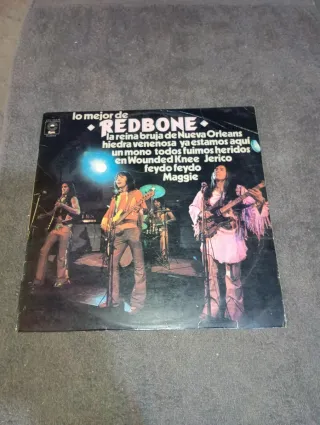 lo mejor de
REDBONE
la reina bruja de Nueva Orleans
hiedra venenosa ya estamos aqui
un mono todos fuimos heridos
en Wounded Knee Jerico
feydo feydo
Maggie